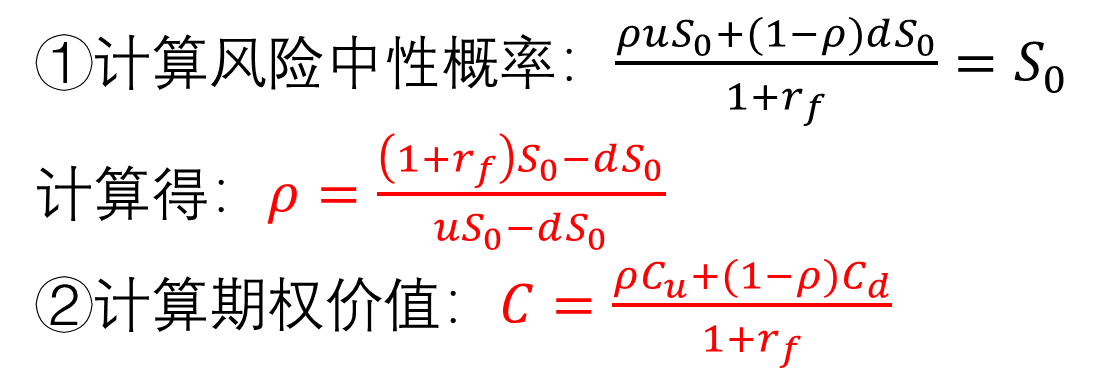 ①计算风险中性概率：$\frac{\rho u S_0+(1-\rho)dS_0}{1+r_f}=S_0$
计算得：$\rho=\frac{(1+r_f)S_0-dS_0}{uS_0-dS_0}$
②计算期权价值：$C=\frac{\rho C_u+(1-\rho)C_d}{1+r_f}$